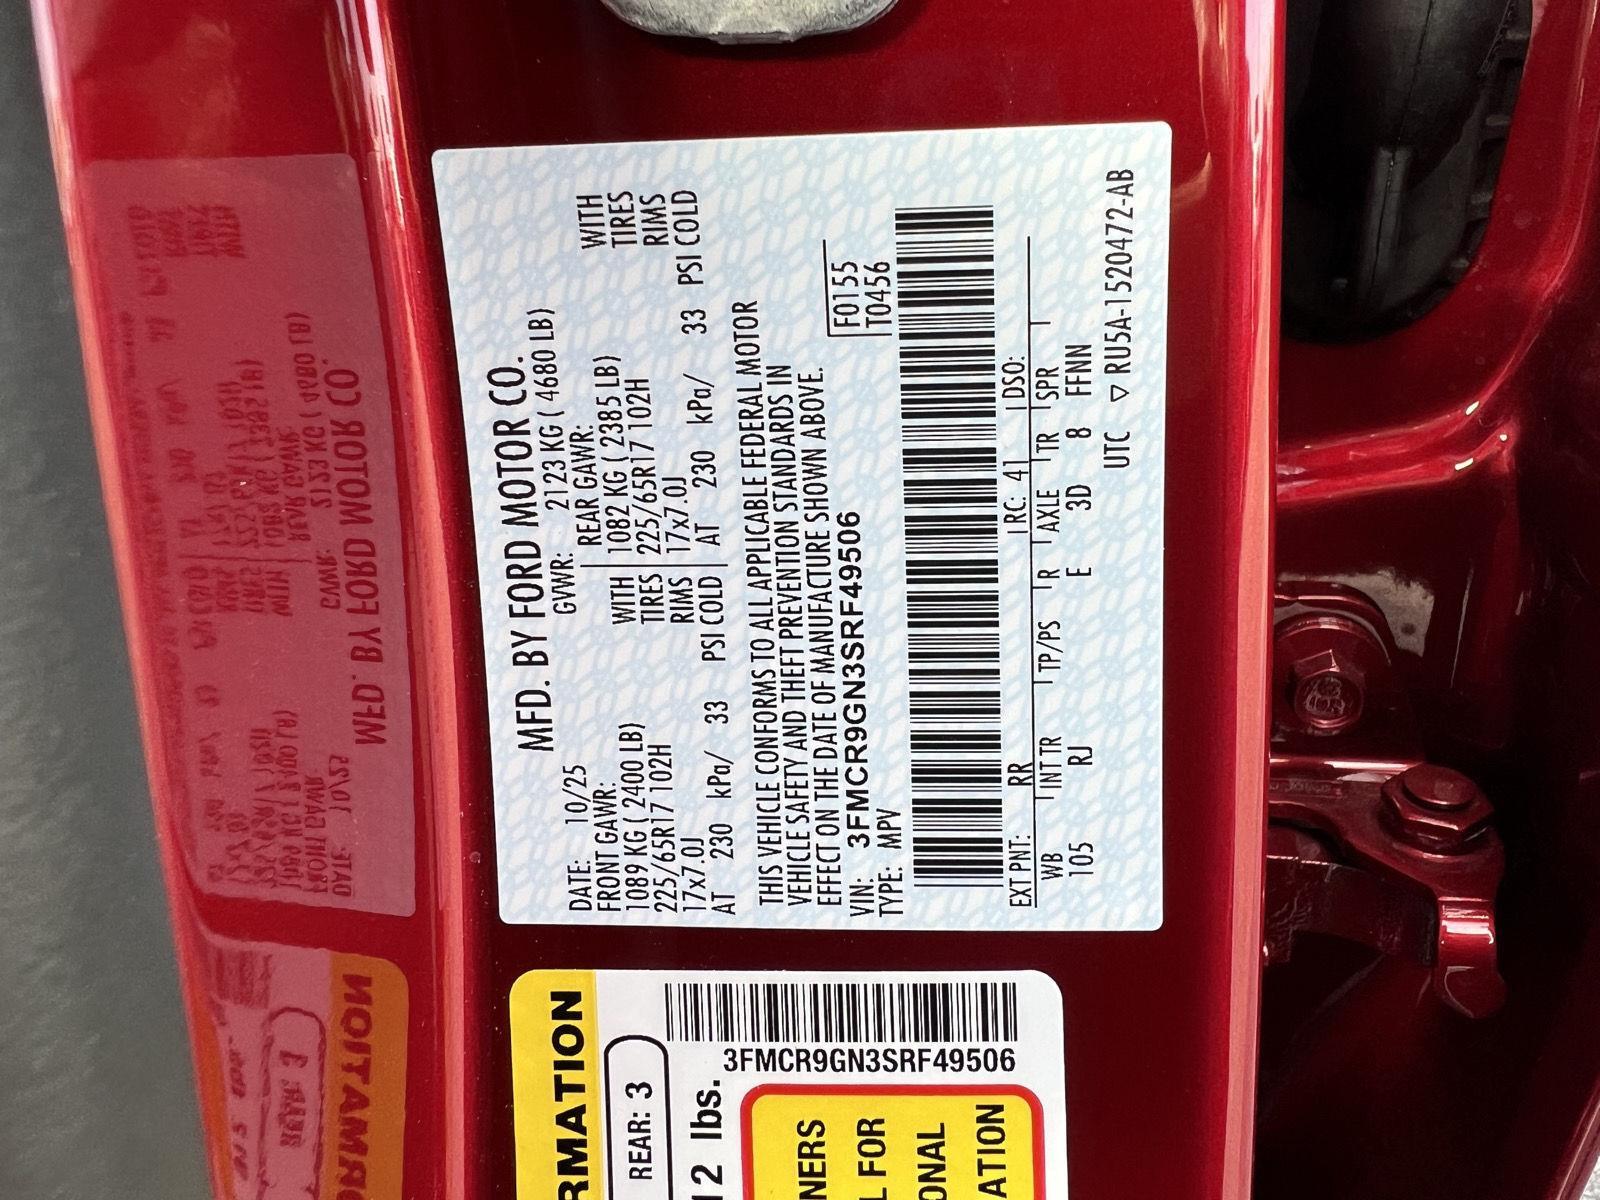 MFD. BY FORD MOTOR CO.
DATE: 10/25 GVWR: 2123 KG ( 4680 LB)
FRONT GAWR: REAR GAWR:
1089 KG ( 2400 LB) WITH 1082 KG ( 2385 LB) WITH
225/65R17 102H TIRES 225/65R17 102H TIRES
17x7.0J RIMS 17x7.0J RIMS
AT 230 kPa/ 33 PSI COLD AT 230 kPa/ 33 PSI COLD
THIS VEHICLE CONFORMS TO ALL APPLICABLE FEDERAL MOTOR
VEHICLE SAFETY AND THEFT PREVENTION STANDARDS IN
EFFECT ON THE DATE OF MANUFACTURE SHOWN ABOVE.
VIN: 3FMCR9GN3SRF49506
TYPE: MPV
F0155
T0456
EXT PNT: RR RC: 41 DSO:
WB INT TR TP/PS R AXLE TR SPR
105 RJ E 3D 8 FFNN
UTC ▽ RU5A-1520472-AB
RMATION
REAR: 3
12 lbs.
3FMCR9GN3SRF49506
NERS
L FOR
ONAL
ATION